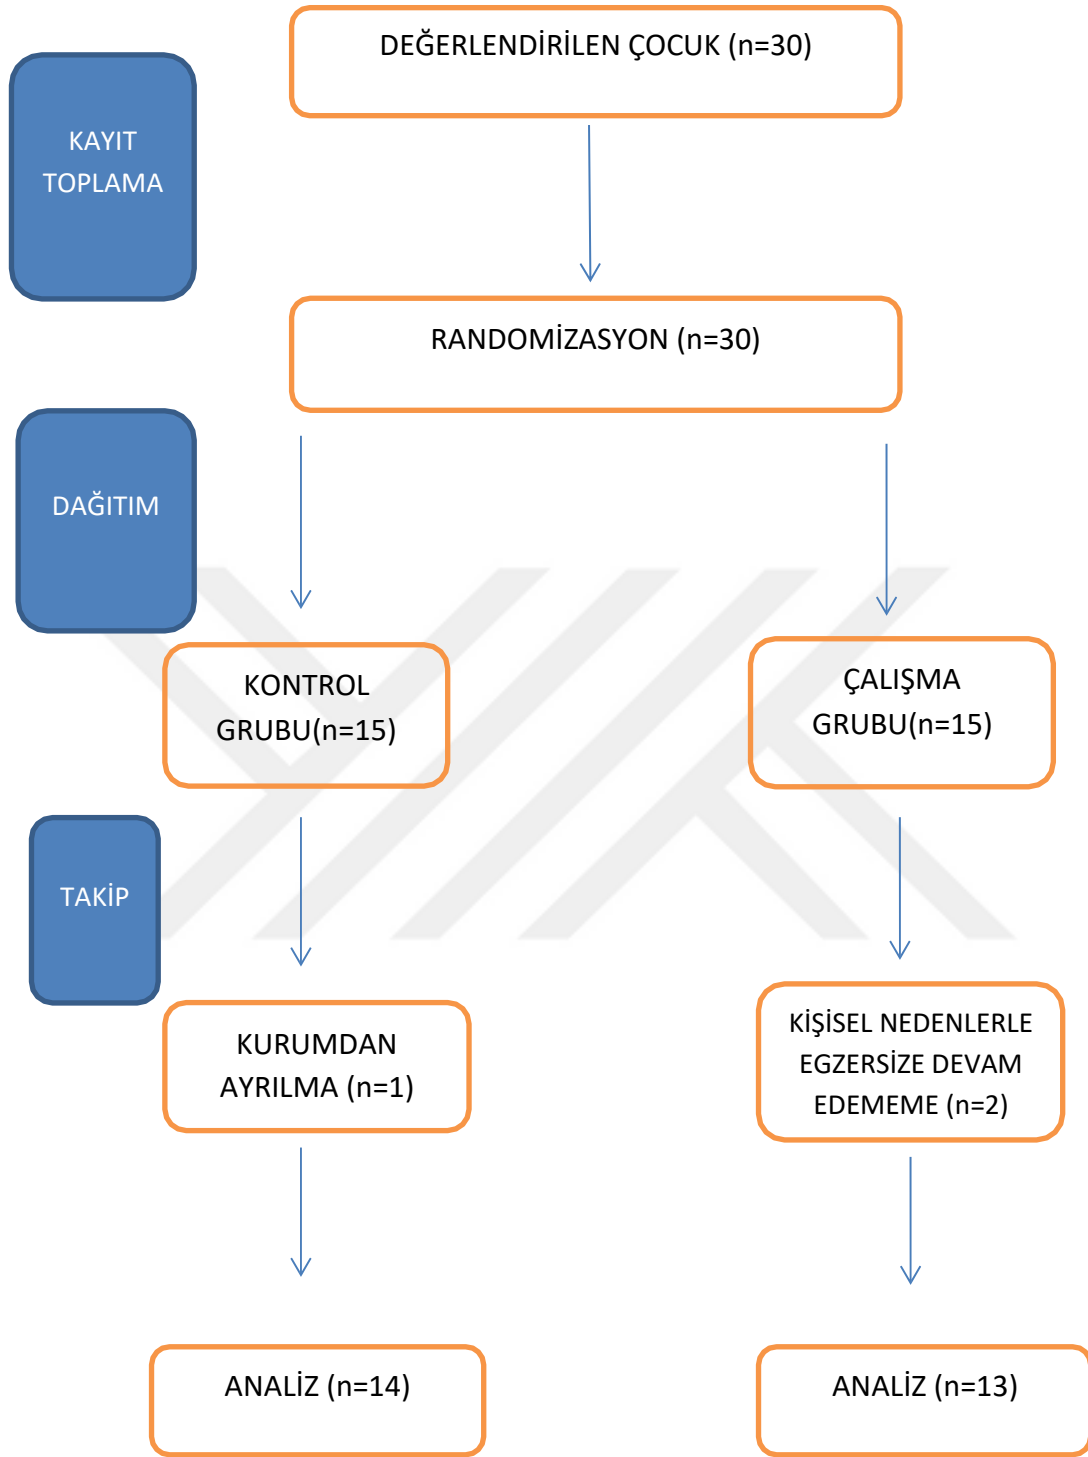 DEĞERLENDİRİLEN ÇOCUK (n=30)
KAYIT
TOPLAMA
RANDOMİZASYON (n=30)
DAĞITIM
KONTROL
GRUBU(n=15)
ÇALIŞMA
GRUBU(n=15)
TAKİP
KURUMDAN
AYRILMA (n=1)
KİŞİSEL NEDENLERLE
EGZERSİZE DEVAM
EDEMEME (n=2)
ANALİZ (n=14)
ANALİZ (n=13)